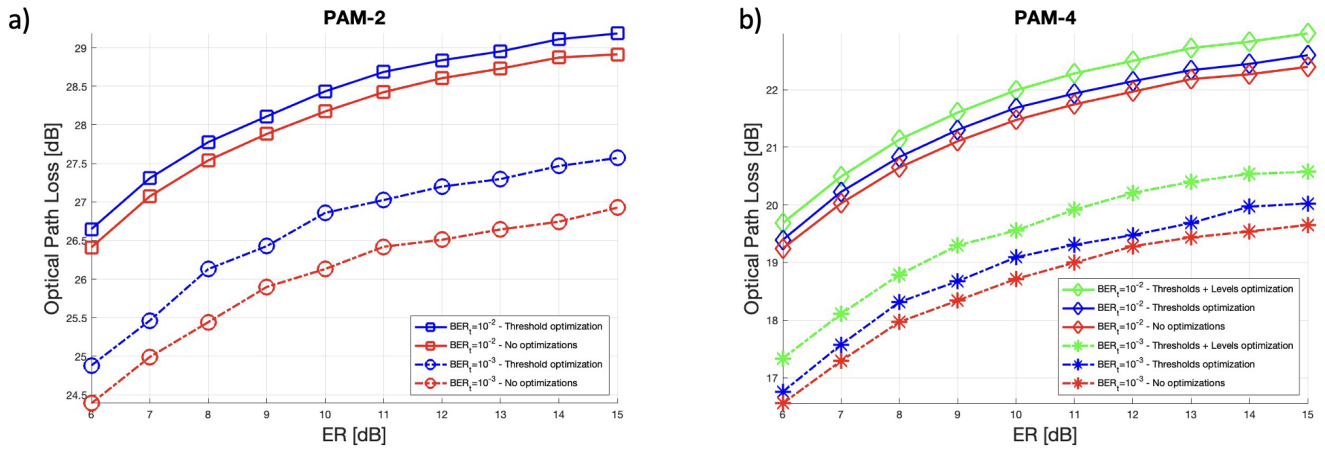 a)
PAM-2
Optical Path Loss [dB]
29
28.5
28
27.5
27
26.5
26
25.5
25
24.5
6 7 8 9 10 11 12 13 14 15
ER [dB]
BERt=10-2 - Threshold optimization
BERt=10-2 - No optimizations
BERt=10-3 - Threshold optimization
BERt=10-3 - No optimizations
b)
PAM-4
Optical Path Loss [dB]
22
21
20
19
18
17
6 7 8 9 10 11 12 13 14 15
ER [dB]
BERt=10-2 - Thresholds + Levels optimization
BERt=10-2 - Thresholds optimization
BERt=10-2 - No optimizations
BERt=10-3 - Thresholds + Levels optimization
BERt=10-3 - Thresholds optimization
BERt=10-3 - No optimizations